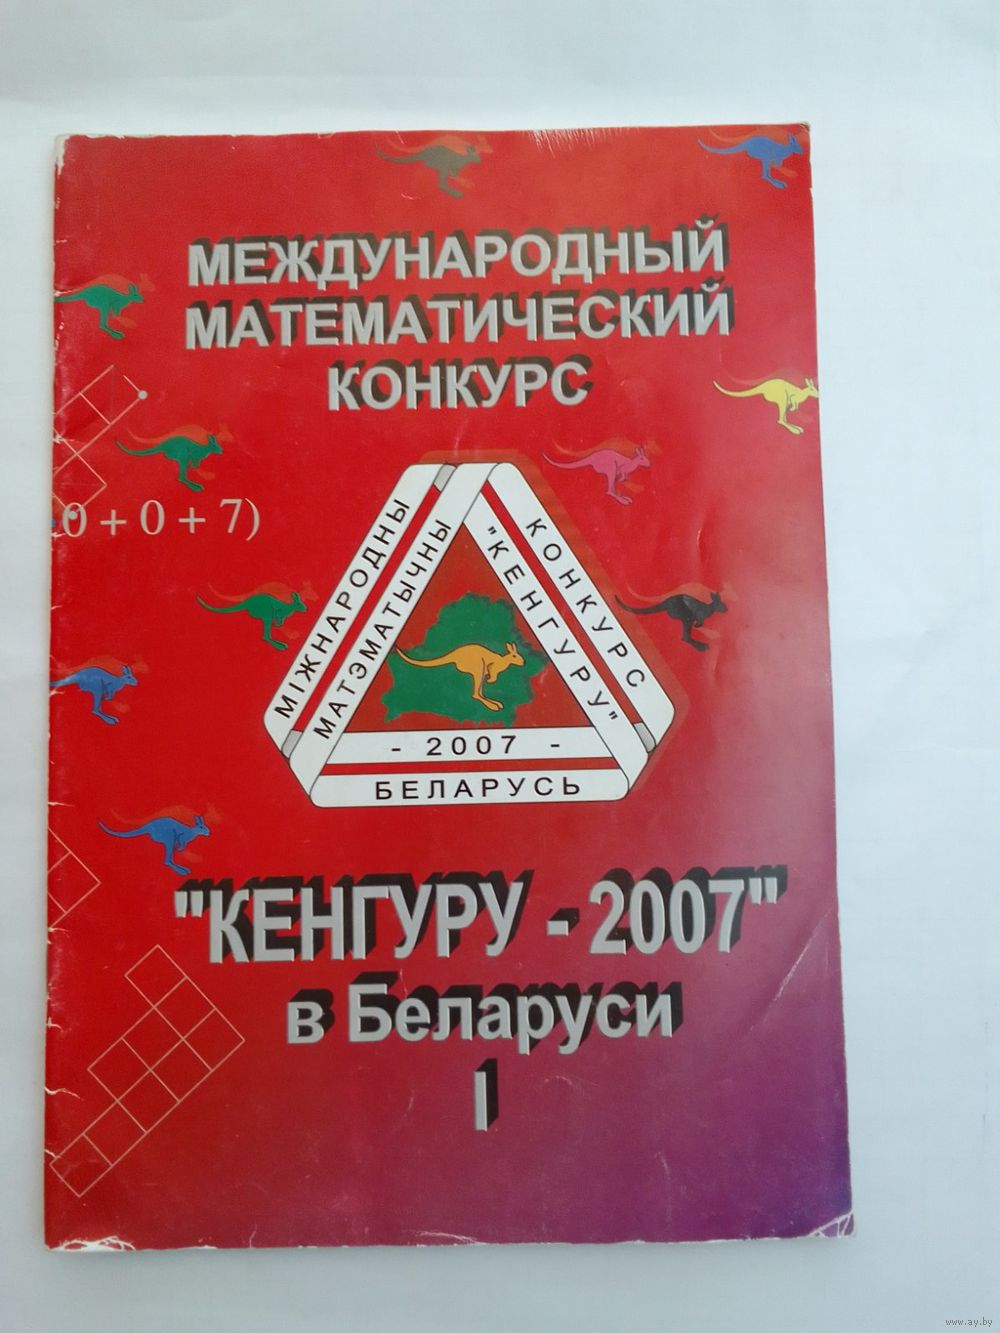 МЕЖДУНАРОДНЫЙ
МАТЕМАТИЧЕСКИЙ
КОНКУРС
0 + 0 + 7)
МІЖНАРОДНЫ
МАТЭМАТЫЧНЫ
КОНКУРС
"КЕНГУРУ"
- 2007 -
БЕЛАРУСЬ
"КЕНГУРУ - 2007"
в Беларуси
I
www.ay.by